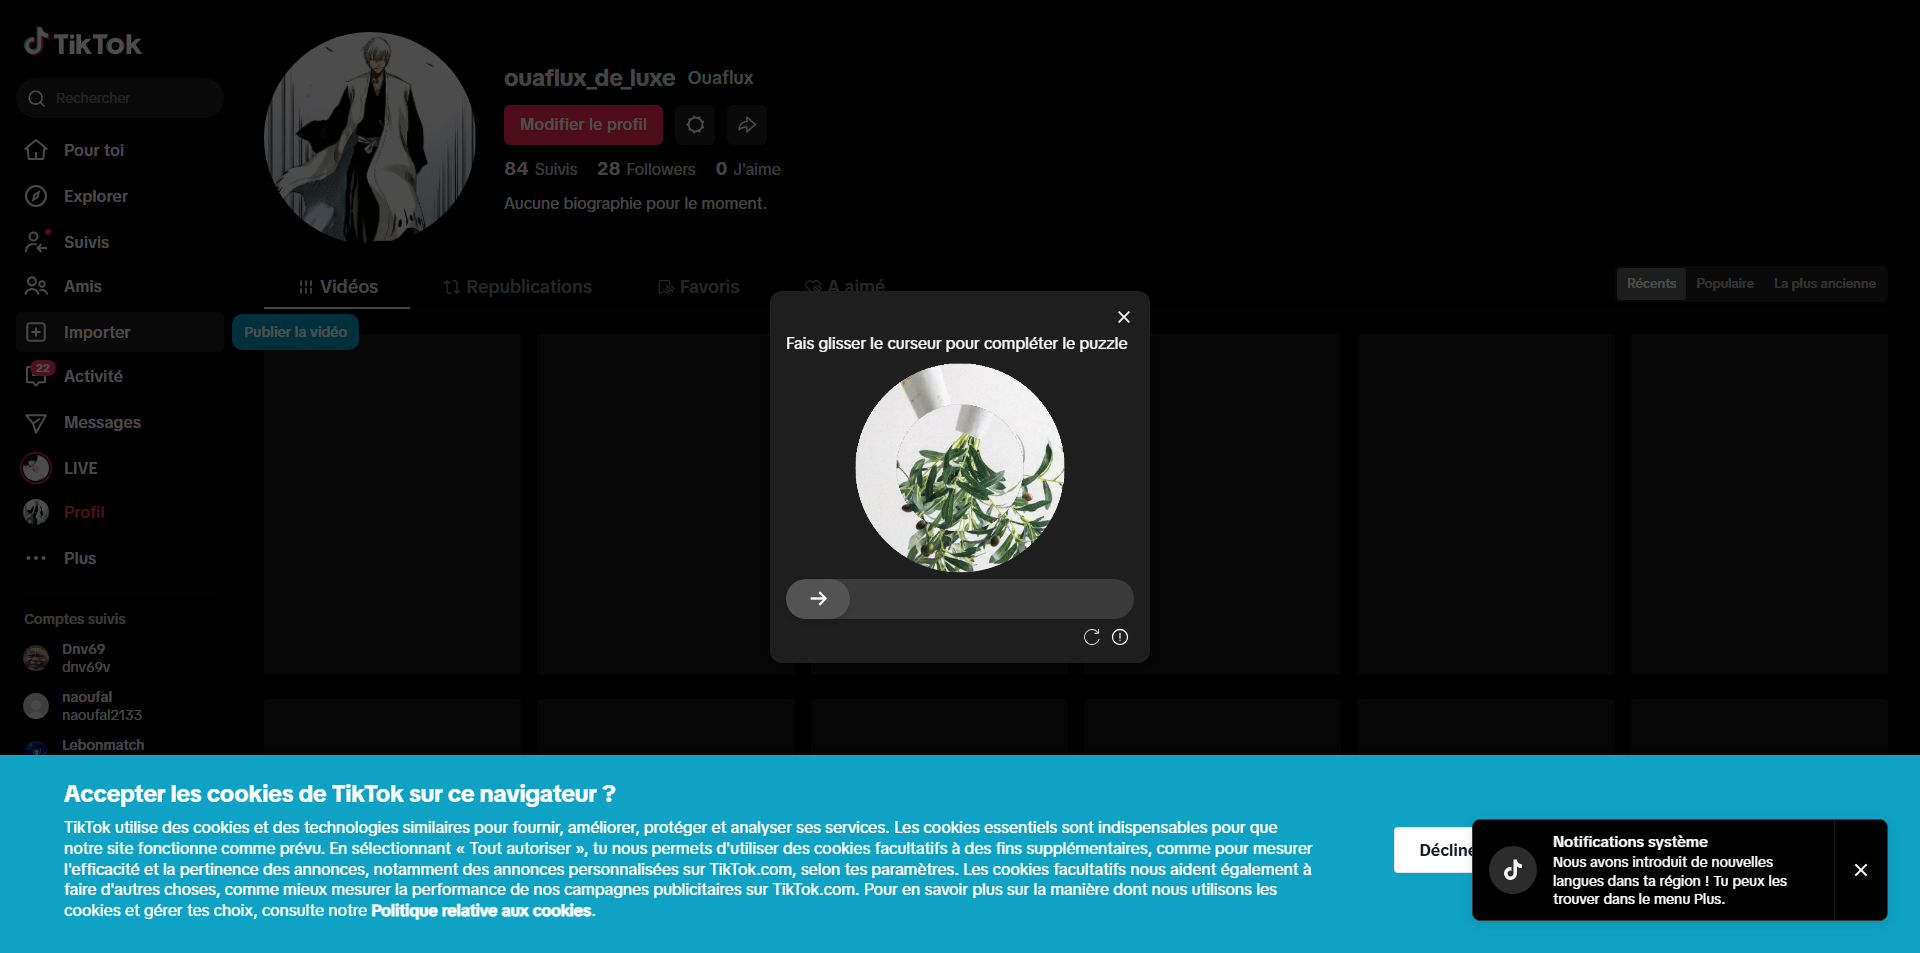 TikTok
Rechercher
Pour toi
Explorer
Suivis
Amis
Importer
Publier la vidéo
22
Activité
Messages
LIVE
Profil
Plus
Comptes suivis
Dnv69
dnv69v
naoufal
naoufal2133
Lebonmatch
ouaflux_de_luxe Ouaflux
Modifier le profil
84 Suivis 28 Followers 0 J'aime
Aucune biographie pour le moment.
Vidéos Republications Favoris A aimé
Récents Populaire La plus ancienne
Fais glisser le curseur pour compléter le puzzle
Accepter les cookies de TikTok sur ce navigateur ?
TikTok utilise des cookies et des technologies similaires pour fournir, améliorer, protéger et analyser ses services. Les cookies essentiels sont indispensables pour que
notre site fonctionne comme prévu. En sélectionnant « Tout autoriser », tu nous permets d'utiliser des cookies facultatifs à des fins supplémentaires, comme pour mesurer
l'efficacité et la pertinence des annonces, notamment des annonces personnalisées sur TikTok.com, selon tes paramètres. Les cookies facultatifs nous aident également à
faire d'autres choses, comme mieux mesurer la performance de nos campagnes publicitaires sur TikTok.com. Pour en savoir plus sur la manière dont nous utilisons les
cookies et gérer tes choix, consulte notre Politique relative aux cookies.
Décline
Notifications système
Nous avons introduit de nouvelles
langues dans ta région ! Tu peux les
trouver dans le menu Plus.